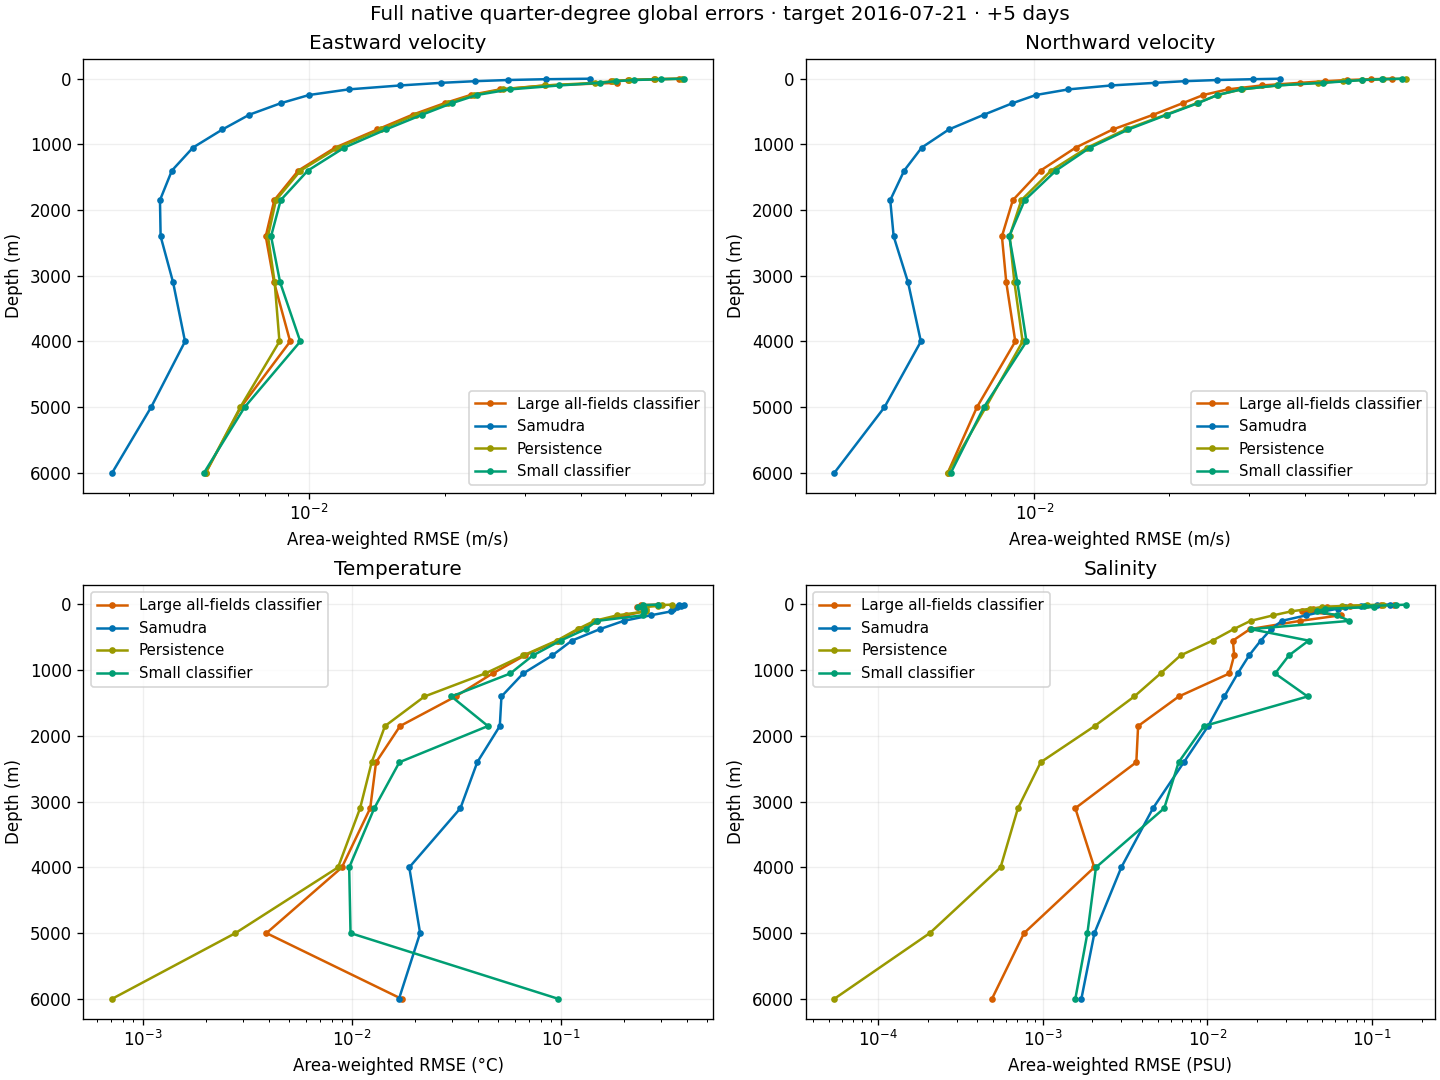 Full native quarter-degree global errors · target 2016-07-21 · +5 days
Eastward velocity
0
1000
2000
3000
4000
5000
6000
Depth (m)
10⁻²
Area-weighted RMSE (m/s)
Large all-fields classifier
Samudra
Persistence
Small classifier
Northward velocity
0
1000
2000
3000
4000
5000
6000
Depth (m)
10⁻²
Area-weighted RMSE (m/s)
Large all-fields classifier
Samudra
Persistence
Small classifier
Temperature
0
1000
2000
3000
4000
5000
6000
Depth (m)
10⁻³
10⁻²
10⁻¹
Area-weighted RMSE (°C)
Large all-fields classifier
Samudra
Persistence
Small classifier
Salinity
0
1000
2000
3000
4000
5000
6000
Depth (m)
10⁻⁴
10⁻³
10⁻²
10⁻¹
Area-weighted RMSE (PSU)
Large all-fields classifier
Samudra
Persistence
Small classifier